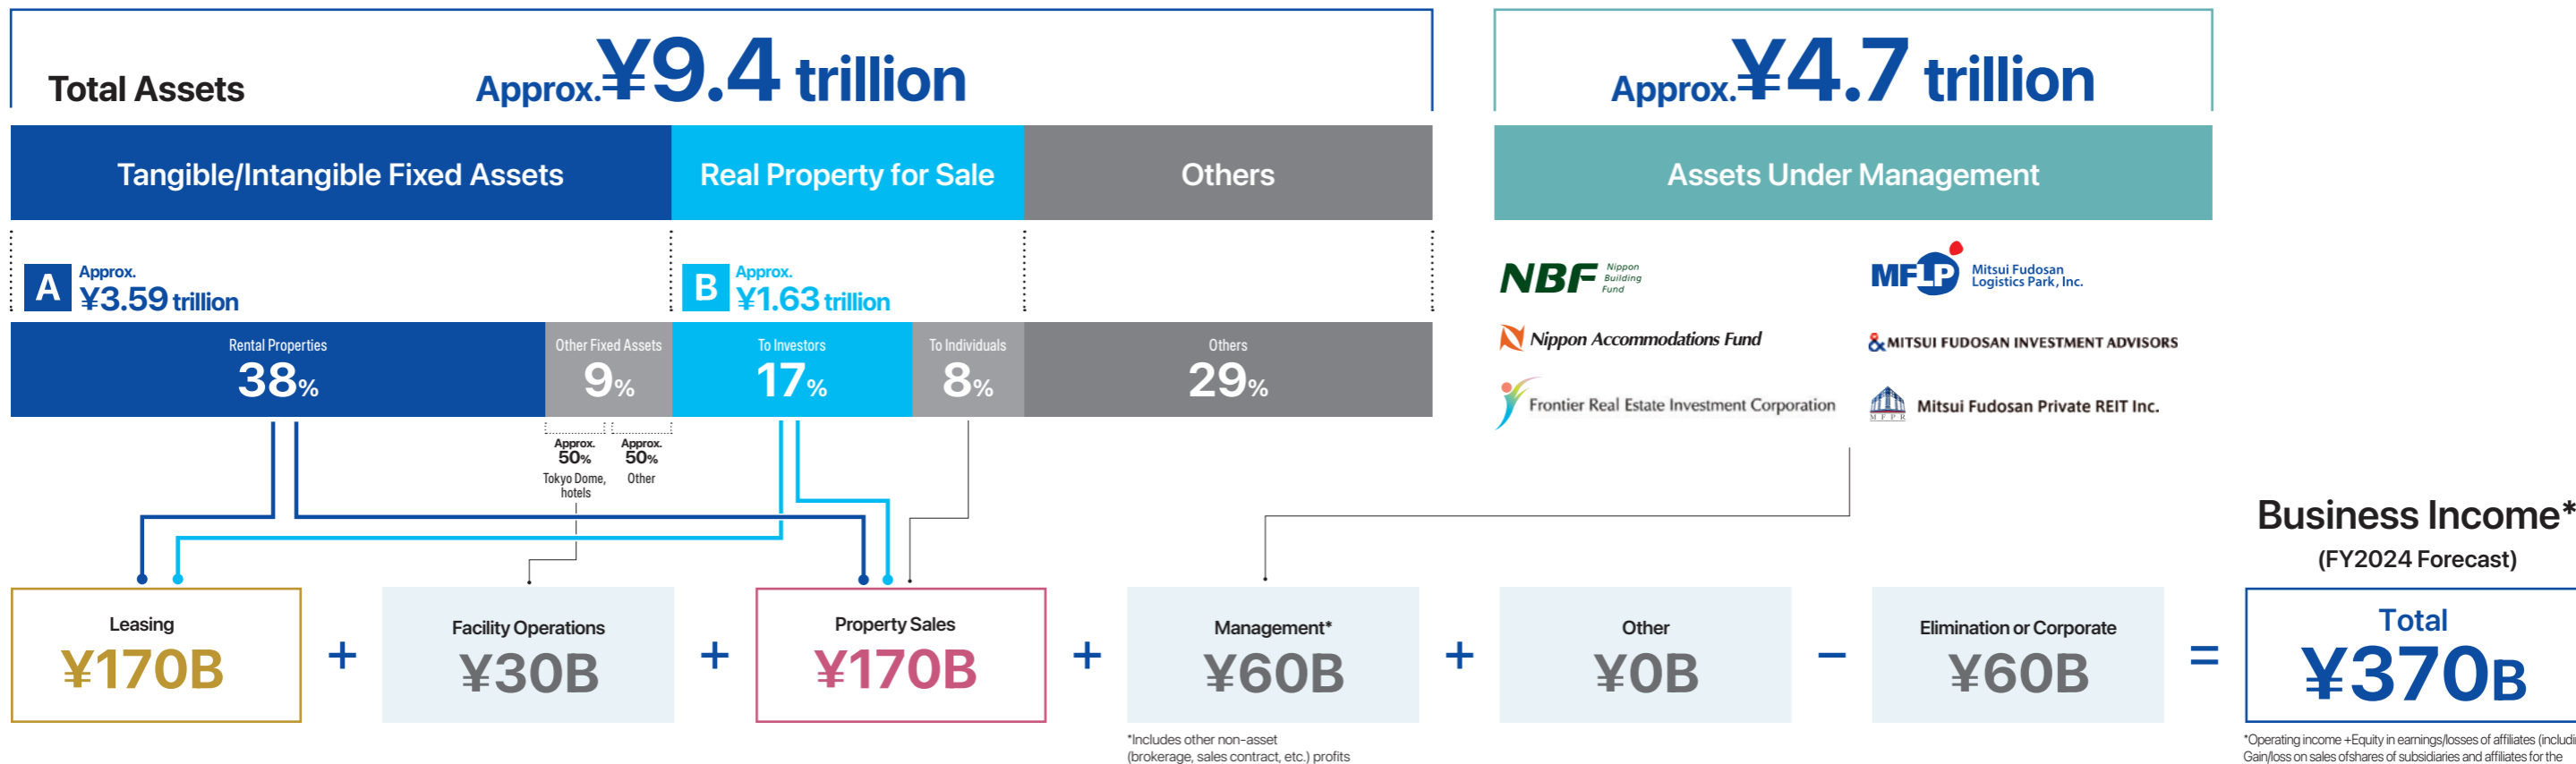 Total Assets
Approx.¥9.4 trillion
Approx.¥4.7 trillion
Tangible/Intangible Fixed Assets
Real Property for Sale
Others
Assets Under Management
A
Approx.
¥3.59 trillion
B
Approx.
¥1.63 trillion
NBF
Nippon
Building
Fund
MFLP
Mitsui Fudosan
Logistics Park, Inc.
Nippon Accommodations Fund
&MITSUI FUDOSAN INVESTMENT ADVISORS
Frontier Real Estate Investment Corporation
MFPR
Mitsui Fudosan Private REIT Inc.
Rental Properties
38%
Other Fixed Assets
9%
To Investors
17%
To Individuals
8%
Others
29%
Approx.
50%
Tokyo Dome,
hotels
Approx.
50%
Other
Business Income*
(FY2024 Forecast)
Leasing
¥170B
+
Facility Operations
¥30B
+
Property Sales
¥170B
+
Management*
¥60B
+
Other
¥0B
−
Elimination or Corporate
¥60B
=
Total
¥370B
*Includes other non-asset
(brokerage, sales contract, etc.) profits
*Operating income +Equity in earnings/losses of affiliates (includi
Gain/loss on sales ofshares of subsidiaries and affiliates for the